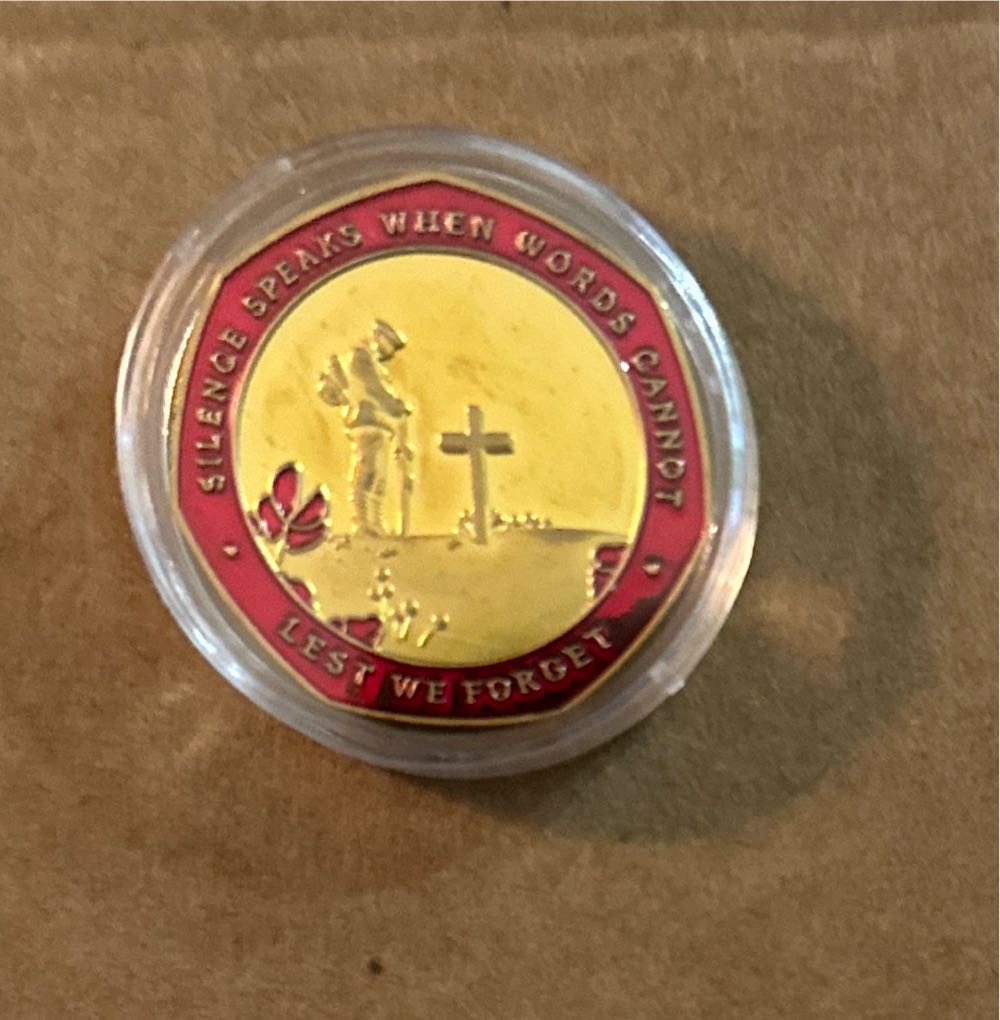 SILENCE SPEAKS WHEN WORDS CANNOT
LEST WE FORGET